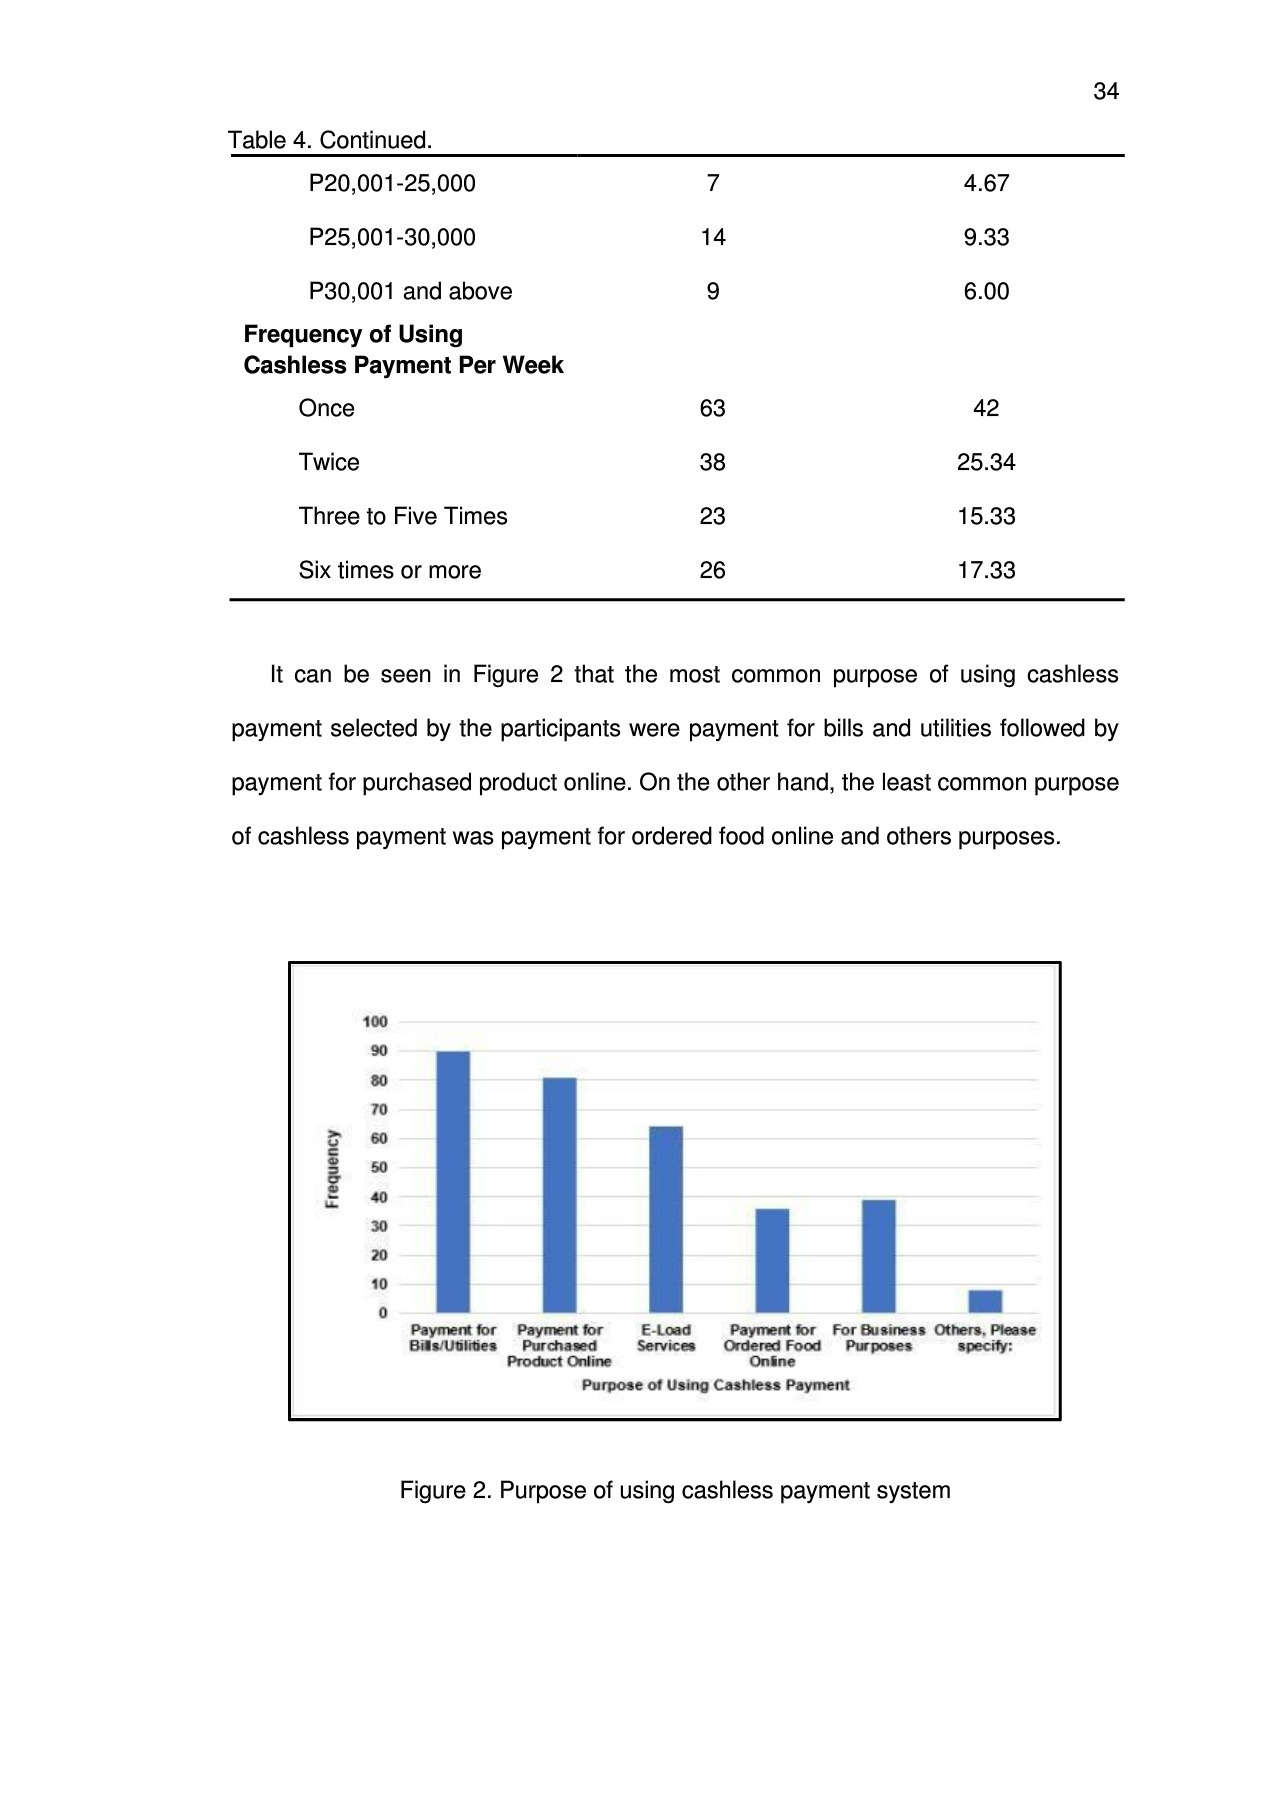 34
Table 4. Continued.
P20,001-25,000 7 4.67
P25,001-30,000 14 9.33
P30,001 and above 9 6.00
Frequency of Using
Cashless Payment Per Week
Once 63 42
Twice 38 25.34
Three to Five Times 23 15.33
Six times or more 26 17.33
It can be seen in Figure 2 that the most common purpose of using cashless
payment selected by the participants were payment for bills and utilities followed by
payment for purchased product online. On the other hand, the least common purpose
of cashless payment was payment for ordered food online and others purposes.
100
90
80
70
60
50
40
30
20
10
0
Frequency
Payment for Payment for E-Load Payment for For Business Others, Please
Bills/Utilities Purchased Services Ordered Food Purposes specify:
Product Online Online
Purpose of Using Cashless Payment
Figure 2. Purpose of using cashless payment system